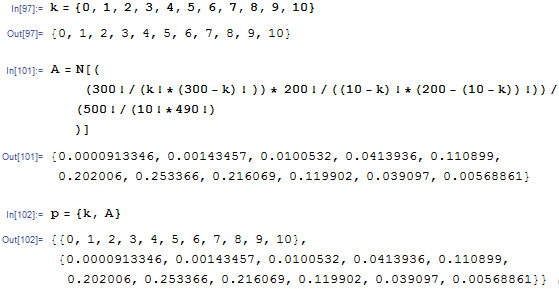 In[97]:= k = {0, 1, 2, 3, 4, 5, 6, 7, 8, 9, 10}
Out[97]= {0, 1, 2, 3, 4, 5, 6, 7, 8, 9, 10}
In[101]:= A = N[(
(300 ! / (k ! * (300 - k) ! )) * 200 ! / ((10 - k) ! * (200 - (10 - k)) !)) /
(500 ! / (10 ! * 490 !)
)]
Out[101]= {0.0000913346, 0.00143457, 0.0100532, 0.0413936, 0.110899,
0.202006, 0.253366, 0.216069, 0.119902, 0.039097, 0.00568861}
In[102]:= p = {k, A}
Out[102]= {{0, 1, 2, 3, 4, 5, 6, 7, 8, 9, 10},
{0.0000913346, 0.00143457, 0.0100532, 0.0413936, 0.110899,
0.202006, 0.253366, 0.216069, 0.119902, 0.039097, 0.00568861}}